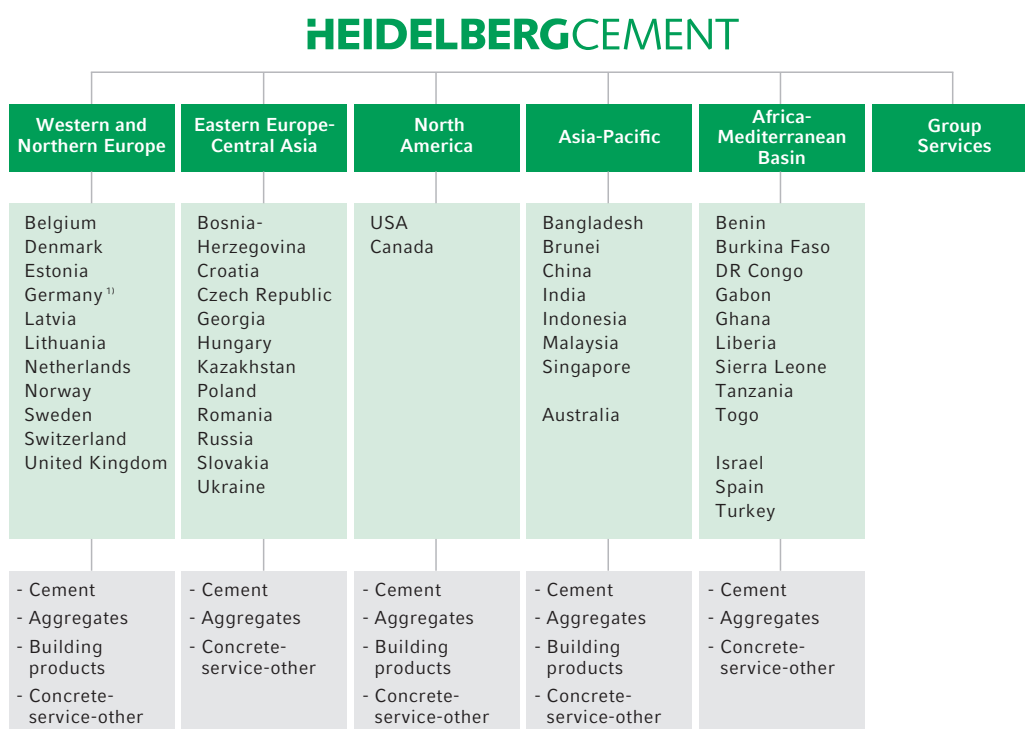 HEIDELBERGCEMENT
Western and
Northern Europe
Eastern Europe-
Central Asia
North
America
Asia-Pacific
Africa-
Mediterranean
Basin
Group
Services
Belgium
Denmark
Estonia
Germany 1)
Latvia
Lithuania
Netherlands
Norway
Sweden
Switzerland
United Kingdom
Bosnia-
Herzegovina
Croatia
Czech Republic
Georgia
Hungary
Kazakhstan
Poland
Romania
Russia
Slovakia
Ukraine
USA
Canada
Bangladesh
Brunei
China
India
Indonesia
Malaysia
Singapore
Australia
Benin
Burkina Faso
DR Congo
Gabon
Ghana
Liberia
Sierra Leone
Tanzania
Togo
Israel
Spain
Turkey
- Cement
- Aggregates
- Building
products
- Concrete-
service-other
- Cement
- Aggregates
- Concrete-
service-other
- Cement
- Aggregates
- Building
products
- Concrete-
service-other
- Cement
- Aggregates
- Building
products
- Concrete-
service-other
- Cement
- Aggregates
- Concrete-
service-other